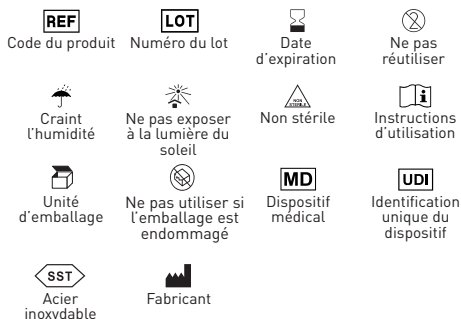 REF
LOT
Code du produit
Numéro du lot
Date
d'expiration
Ne pas
réutiliser
NON
STERILE
Craint
l'humidité
Ne pas exposer
à la lumière du
soleil
Non stérile
Instructions
d'utilisation
MD
UDI
Unité
d'emballage
Ne pas utiliser si
l'emballage est
endommagé
Dispositif
médical
Identification
unique du
dispositif
SST
Acier
inoxydable
Fabricant